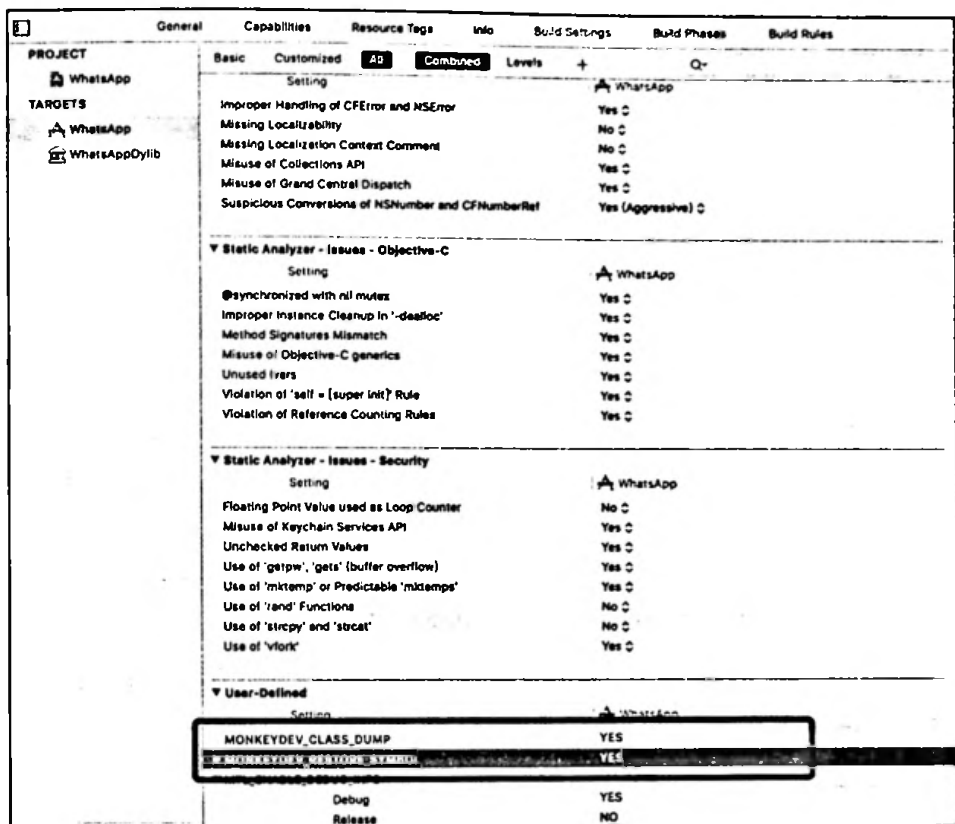 General Capabilities Resource Tags Info Build Settings Build Phases Build Rules
PROJECT
WhatsApp
TARGETS
WhatsApp
WhatsAppDylib
Basic Customized All Combined Levels +
Setting WhatsApp
Improper Handling of CFError and NSError Yes
Missing Localizability No
Missing Localization Context Comment No
Misuse of Collections API Yes
Misuse of Grand Central Dispatch Yes
Suspicious Conversions of NSNumber and CFNumberRef Yes (Aggressive)
▼ Static Analyzer - Issues - Objective-C
Setting WhatsApp
@synchronized with nil mutex Yes
Improper Instance Cleanup in '-dealloc' Yes
Method Signatures Mismatch Yes
Misuse of Objective-C generics Yes
Unused Ivars Yes
Violation of 'self = [super init]' Rule Yes
Violation of Reference Counting Rules Yes
▼ Static Analyzer - Issues - Security
Setting WhatsApp
Floating Point Value used as Loop Counter No
Misuse of Keychain Services API Yes
Unchecked Return Values Yes
Use of 'getpw', 'gets' (buffer overflow) Yes
Use of 'mktemp' or Predictable 'mktemps' Yes
Use of 'rand' Functions No
Use of 'strcpy' and 'strcat' No
Use of 'vfork' Yes
▼ User-Defined
Setting WhatsApp
MONKEYDEV_CLASS_DUMP YES
MONKEYDEV_RESTORE_SYMBOL YES
Debug YES
Release NO